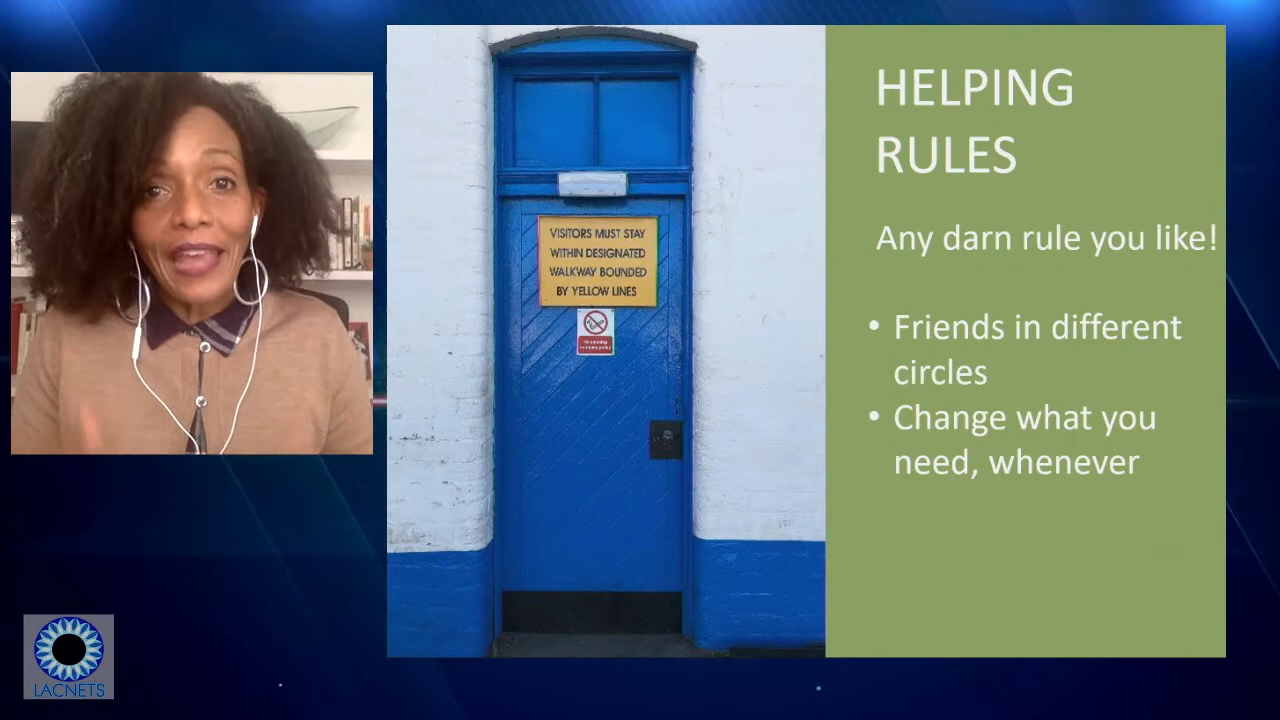 HELPING
RULES
Any darn rule you like!
• Friends in different
circles
• Change what you
need, whenever
VISITORS MUST STAY
WITHIN DESIGNATED
WALKWAY BOUNDED
BY YELLOW LINES
LACNETS